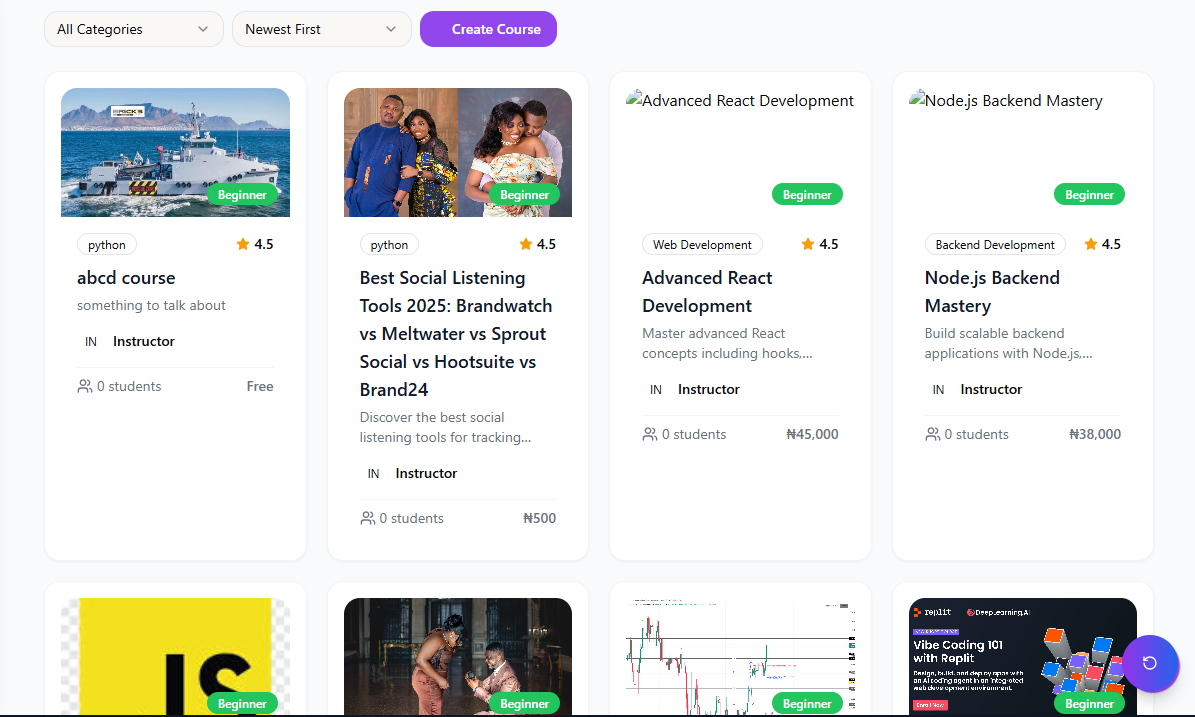 All Categories
Newest First
Create Course
Beginner
python
4.5
abcd course
something to talk about
IN Instructor
0 students
Free
Beginner
python
4.5
Best Social Listening
Tools 2025: Brandwatch
vs Meltwater vs Sprout
Social vs Hootsuite vs
Brand24
Discover the best social
listening tools for tracking...
IN Instructor
0 students
₦500
Advanced React Development
Beginner
Web Development
4.5
Advanced React
Development
Master advanced React
concepts including hooks,...
IN Instructor
0 students
₦45,000
Node.js Backend Mastery
Beginner
Backend Development
4.5
Node.js Backend
Mastery
Build scalable backend
applications with Node.js,...
IN Instructor
0 students
₦38,000
JS
Beginner
Beginner
Beginner
replit DeepLearning.AI
Vibe Coding 101
with Replit
Design, build, and deploy apps with
an AI coding agent in an integrated
web development environment.
Enroll Now
Beginner